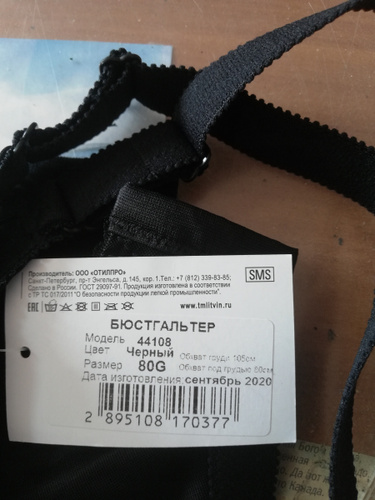 Производитель: ООО «ОТИЛПРО»
Санкт-Петербург, пр-т Энгельса, д.145, кор.1,Тел.:+7 (812) 339-83-85;
Сделано в России. ГОСТ 29097-91. Продукция изготовлена в соответствии
с ТР ТС 017/2011 "О безопасности продукции легкой промышленности".
SMS
EAC
www.tmlitvin.ru
БЮСТГАЛЬТЕР
Модель 44108
Цвет Черный Обхват груди 105см
Размер 80G Обхват под грудью 80см
Дата изготовления сентябрь 2020
2 895108 170377